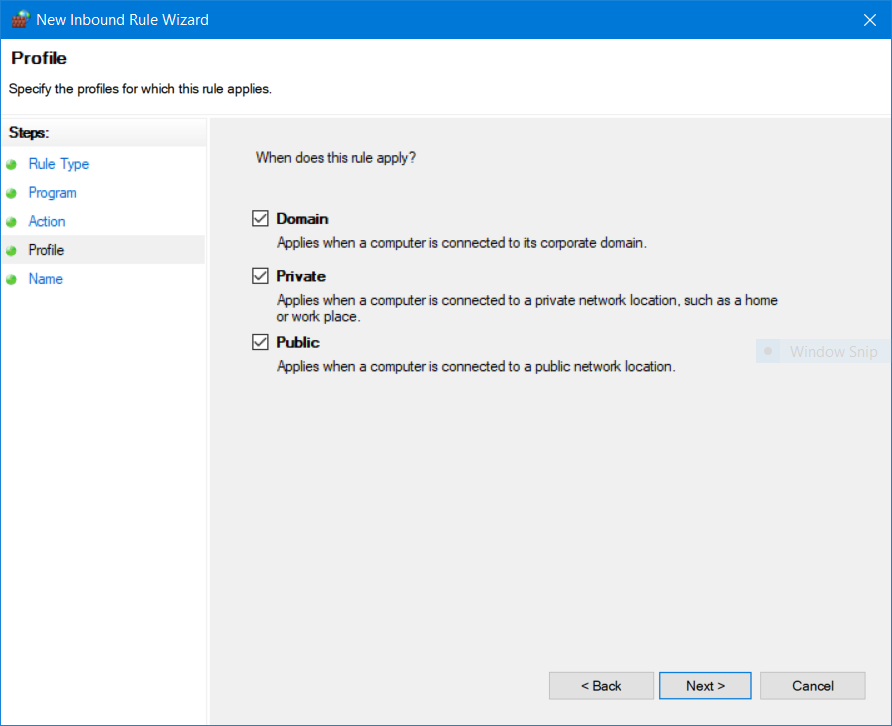 New Inbound Rule Wizard
Profile
Specify the profiles for which this rule applies.
Steps:
Rule Type
Program
Action
Profile
Name
When does this rule apply?
Domain
Applies when a computer is connected to its corporate domain.
Private
Applies when a computer is connected to a private network location, such as a home
or work place.
Public
Applies when a computer is connected to a public network location.
Window Snip
< Back
Next >
Cancel